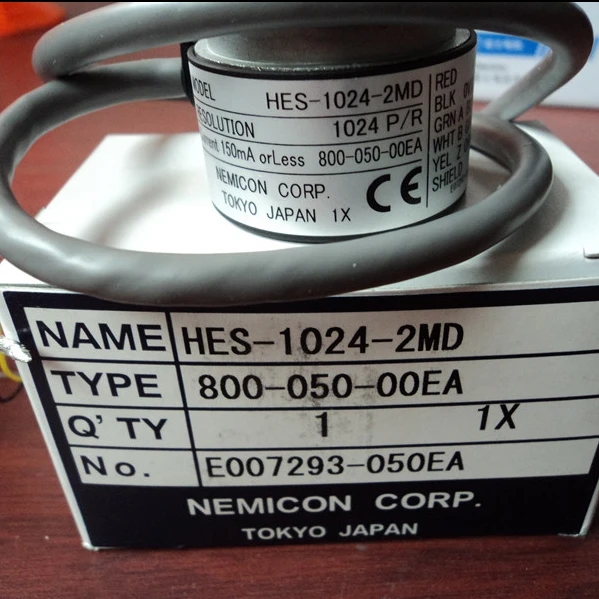 MODEL HES-1024-2MD
RESOLUTION 1024 P/R
150mA orLess 800-050-00EA
NEMICON CORP.
TOKYO JAPAN 1X
CE
RED
BLK
GRN A
WHT B
YEL Z
SHIELD
NAME HES-1024-2MD
TYPE 800-050-00EA
Q'TY 1 1X
No. E007293-050EA
NEMICON CORP.
TOKYO JAPAN